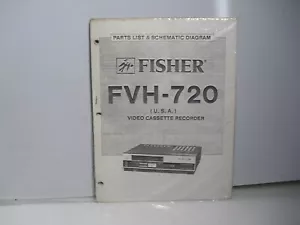 PARTS LIST & SCHEMATIC DIAGRAM
FISHER
FVH-720
(U.S.A.)
VIDEO CASSETTE RECORDER